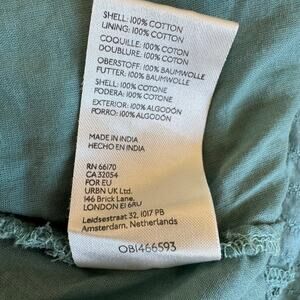 SHELL: 100% COTTON
LINING: 100% COTTON
COQUILLE: 100% COTON
DOUBLURE: 100% COTON
OBERSTOFF: 100% BAUMWOLLE
FUTTER: 100% BAUMWOLLE
SHELL: 100% COTONE
FODERA: 100% COTONE
EXTERIOR: 100% ALGODÓN
FORRO: 100% ALGODÓN
MADE IN INDIA
HECHO EN INDIA
RN 66170
CA 32054
FOR EU
URBN UK Ltd.
146 Brick Lane,
LONDON E1 6RU
Leidsestraat 32, 1017 PB
Amsterdam, Netherlands
OB1466593